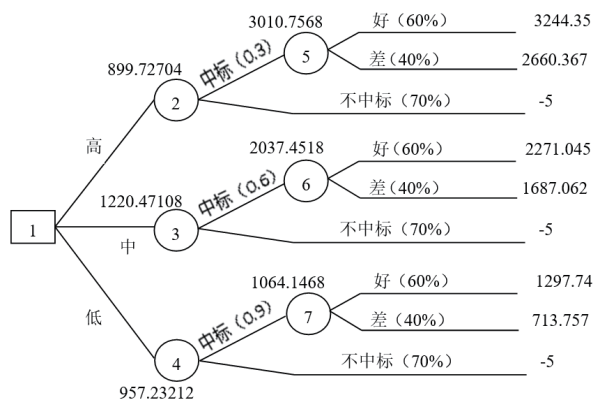 3010.7568
好（60%）
3244.35
899.72704
中标（0.3）
5
差（40%）
2660.367
2
不中标（70%）
-5
高
2037.4518
好（60%）
2271.045
1220.47108
中标（0.6）
6
差（40%）
1687.062
1
3
不中标（70%）
-5
中
1064.1468
好（60%）
1297.74
低
中标（0.9）
7
差（40%）
713.757
4
不中标（70%）
-5
957.23212